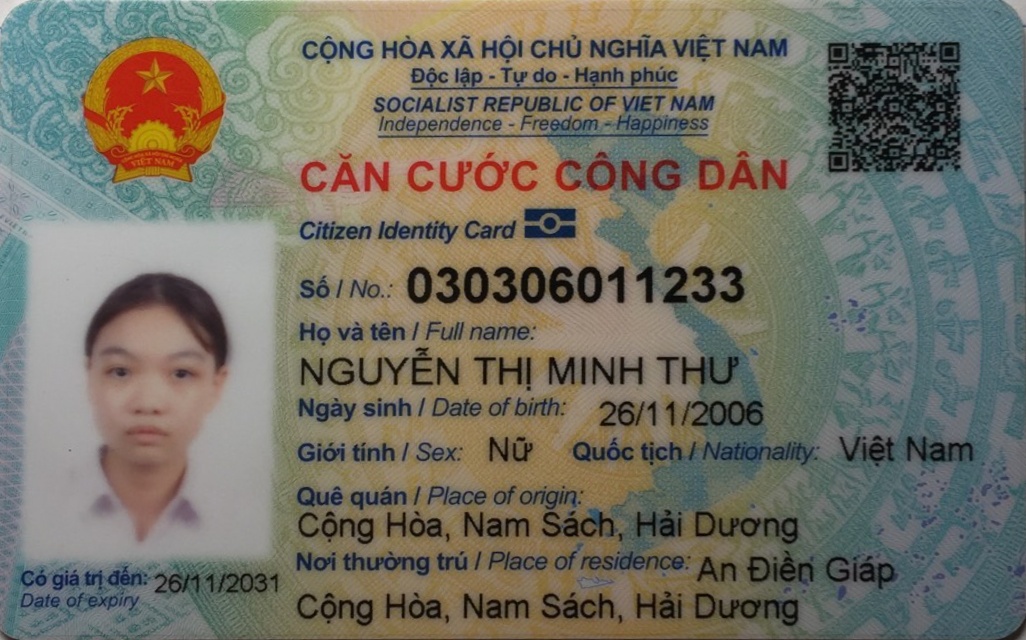 CỘNG HÒA XÃ HỘI CHỦ NGHĨA VIỆT NAM
Độc lập - Tự do - Hạnh phúc
SOCIALIST REPUBLIC OF VIET NAM
Independence - Freedom - Happiness
VIỆT NAM
CĂN CƯỚC CÔNG DÂN
Citizen Identity Card
Số / No.: 030306011233
Họ và tên / Full name:
NGUYỄN THỊ MINH THƯ
Ngày sinh / Date of birth: 26/11/2006
Giới tính / Sex: Nữ Quốc tịch / Nationality: Việt Nam
Quê quán / Place of origin:
Cộng Hòa, Nam Sách, Hải Dương
Nơi thường trú / Place of residence: An Điền Giáp
Cộng Hòa, Nam Sách, Hải Dương
Có giá trị đến: 26/11/2031
Date of expiry